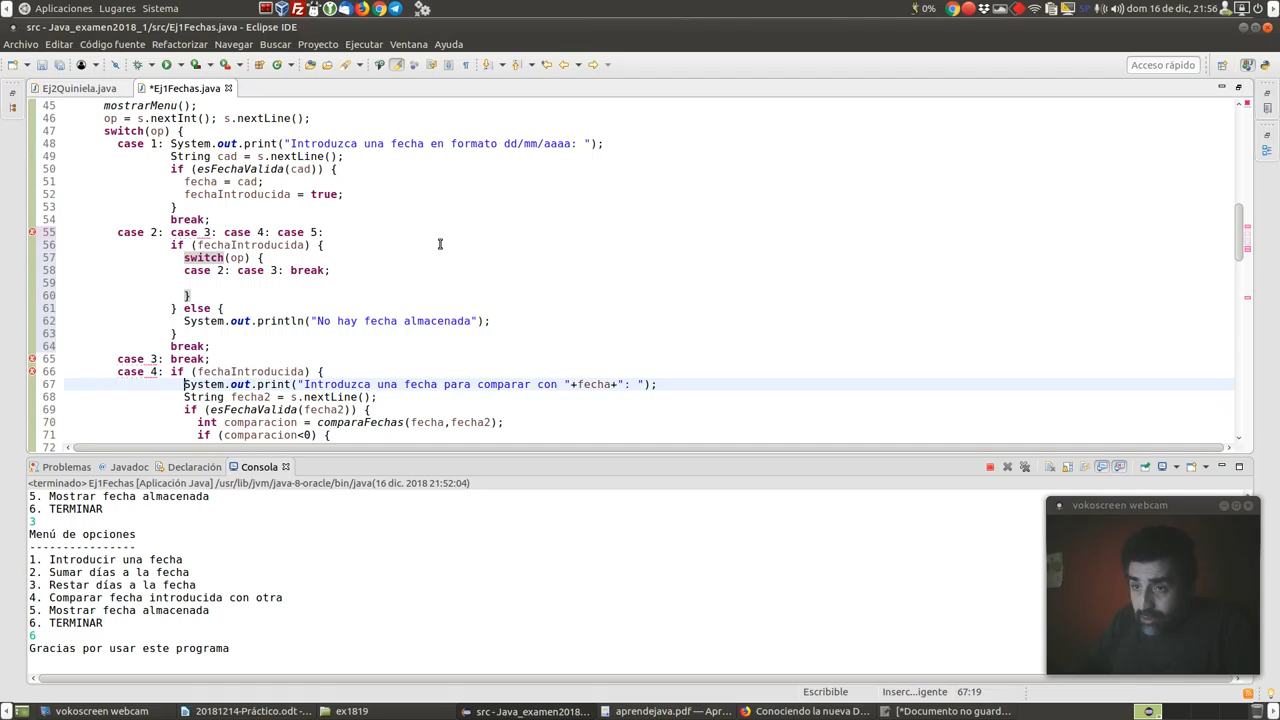 Aplicaciones Lugares Sistema
0% SP dom 16 de dic, 21:56
src - Java_examen2018_1/src/Ej1Fechas.java - Eclipse IDE
Archivo Editar Código fuente Refactorizar Navegar Buscar Proyecto Ejecutar Ventana Ayuda
Acceso rápido
Ej2Quiniela.java *Ej1Fechas.java
45 mostrarMenu();
46 op = s.nextInt(); s.nextLine();
47 switch(op) {
48 case 1: System.out.print("Introduzca una fecha en formato dd/mm/aaaa: ");
49 String cad = s.nextLine();
50 if (esFechaValida(cad)) {
51 fecha = cad;
52 fechaIntroducida = true;
53 }
54 break;
55 case 2: case 3: case 4: case 5:
56 if (fechaIntroducida) {
57 switch(op) {
58 case 2: case 3: break;
59
60 }
61 } else {
62 System.out.println("No hay fecha almacenada");
63 }
64 break;
65 case 3: break;
66 case 4: if (fechaIntroducida) {
67 System.out.print("Introduzca una fecha para comparar con "+fecha+": ");
68 String fecha2 = s.nextLine();
69 if (esFechaValida(fecha2)) {
70 int comparacion = comparaFechas(fecha,fecha2);
71 if (comparacion<0) {
72
Problemas Javadoc Declaración Consola
<terminado> Ej1Fechas [Aplicación Java] /usr/lib/jvm/java-8-oracle/bin/java(16 dic. 2018 21:52:04)
5. Mostrar fecha almacenada
6. TERMINAR
3
Menú de opciones
----------------
1. Introducir una fecha
2. Sumar días a la fecha
3. Restar días a la fecha
4. Comparar fecha introducida con otra
5. Mostrar fecha almacenada
6. TERMINAR
6
Gracias por usar este programa
vokoscreen webcam
Escribible Inserc...igente 67:19
vokoscreen webcam 20181214-Práctico.odt -... ex1819 src - Java_examen2018... aprendejava.pdf — Apr... Conociendo la nueva D... [*Documento no guard...